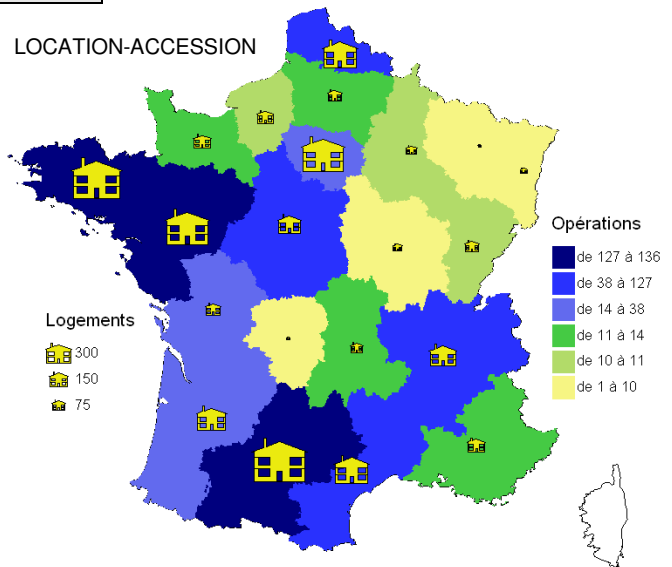 LOCATION-ACCESSION
Opérations
de 127 à 136
de 38 à 127
de 14 à 38
de 11 à 14
de 10 à 11
de 1 à 10
Logements
300
150
75